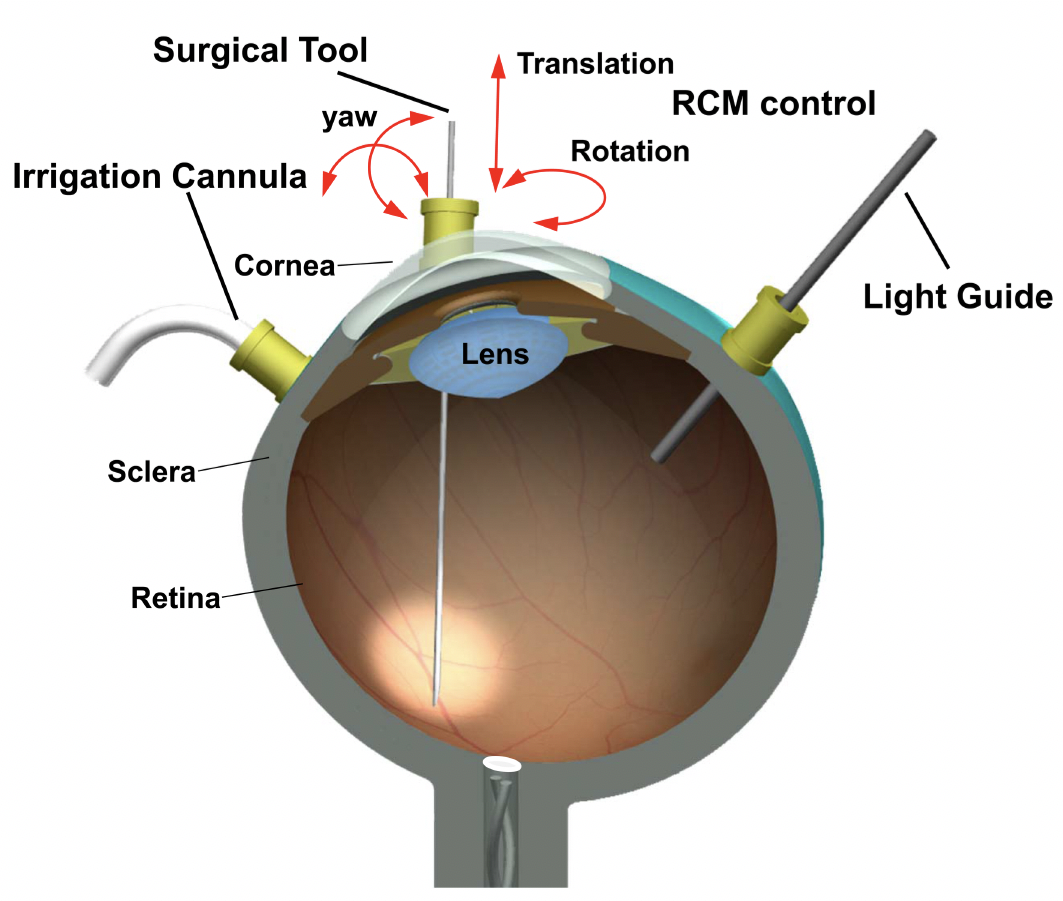 Surgical Tool
Translation
RCM control
yaw
Rotation
Irrigation Cannula
Cornea
Light Guide
Lens
Sclera
Retina